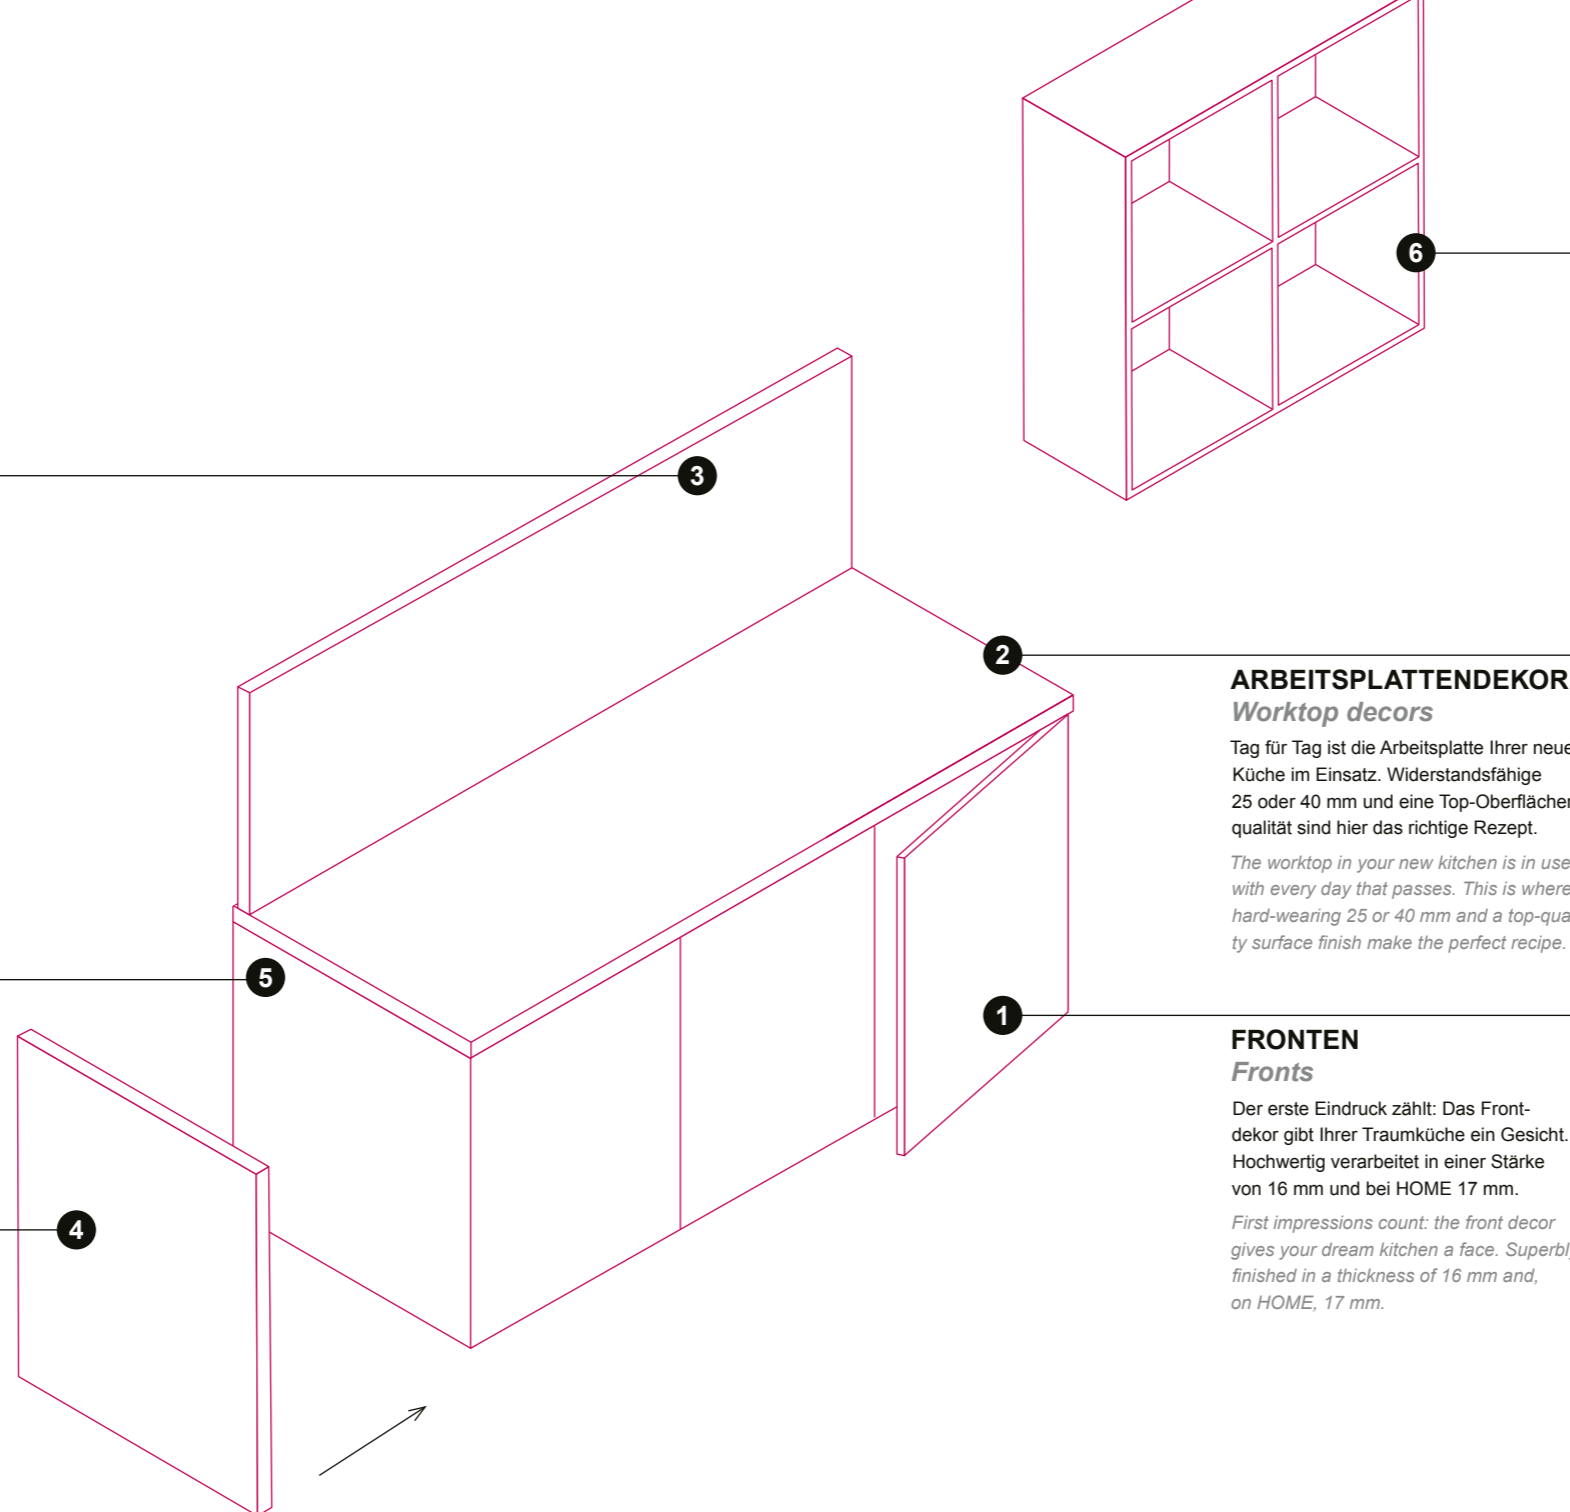 6
3
2
ARBEITSPLATTENDEKOR
Worktop decors
Tag für Tag ist die Arbeitsplatte Ihrer neue
Küche im Einsatz. Widerstandsfähige
25 oder 40 mm und eine Top-Oberflächen
qualität sind hier das richtige Rezept.
The worktop in your new kitchen is in use
with every day that passes. This is where
hard-wearing 25 or 40 mm and a top-qua
ty surface finish make the perfect recipe.
5
1
FRONTEN
Fronts
Der erste Eindruck zählt: Das Front-
dekor gibt Ihrer Traumküche ein Gesicht.
Hochwertig verarbeitet in einer Stärke
von 16 mm und bei HOME 17 mm.
First impressions count: the front decor
gives your dream kitchen a face. Superbly
finished in a thickness of 16 mm and,
on HOME, 17 mm.
4